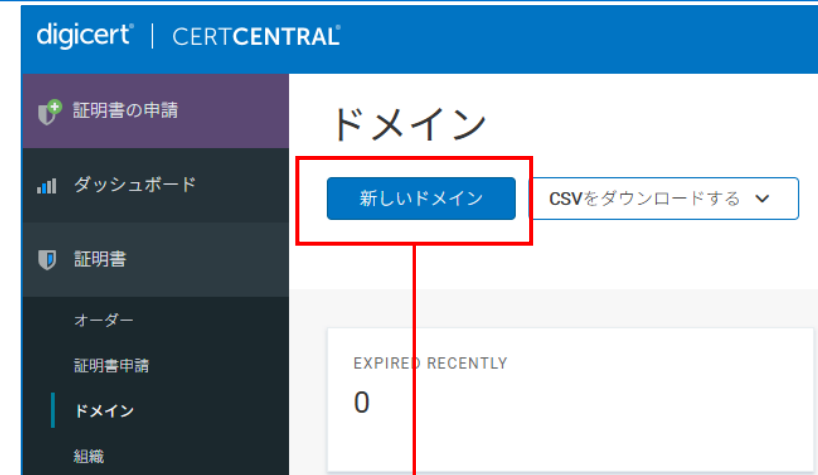 digicert® | CERTCENTRAL®
証明書の申請
ダッシュボード
証明書
オーダー
証明書申請
ドメイン
組織
ドメイン
新しいドメイン
CSVをダウンロードする
EXPIRED RECENTLY
0